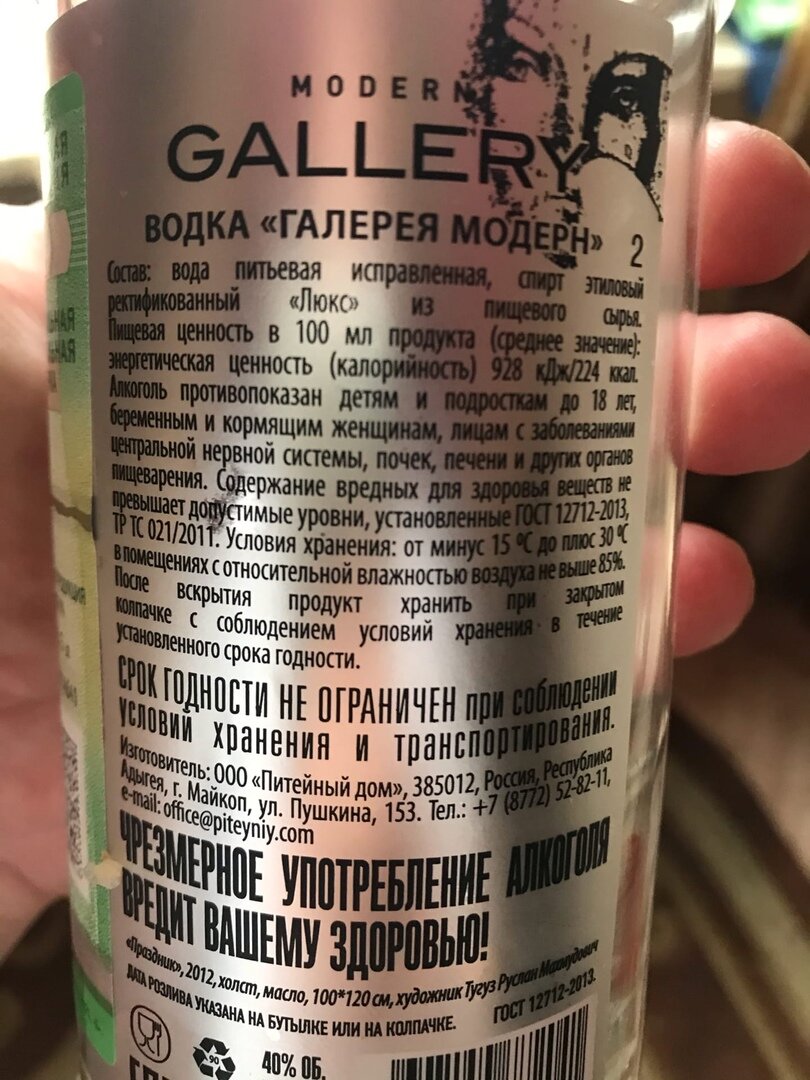 MODERN
GALLERY
ВОДКА «ГАЛЕРЕЯ МОДЕРН» 2
Состав: вода питьевая исправленная, спирт этиловый
ректификованный «Люкс» из пищевого сырья.
Пищевая ценность в 100 мл продукта (среднее значение):
энергетическая ценность (калорийность) 928 кДж/224 ккал.
Алкоголь противопоказан детям и подросткам до 18 лет,
беременным и кормящим женщинам, лицам с заболеваниями
центральной нервной системы, почек, печени и других органов
пищеварения. Содержание вредных для здоровья веществ не
превышает допустимые уровни, установленные ГОСТ 12712-2013,
ТР ТС 021/2011. Условия хранения: от минус 15 °С до плюс 30 °С
в помещениях с относительной влажностью воздуха не выше 85%.
После вскрытия продукт хранить при закрытом
колпачке с соблюдением условий хранения в течение
установленного срока годности.
СРОК ГОДНОСТИ НЕ ОГРАНИЧЕН при соблюдении
условий хранения и транспортирования.
Изготовитель: ООО «Питейный дом», 385012, Россия, Республика
Адыгея, г. Майкоп, ул. Пушкина, 153. Тел.: +7 (8772) 52-82-11,
e-mail: office@piteyniy.com
ЧРЕЗМЕРНОЕ УПОТРЕБЛЕНИЕ АЛКОГОЛЯ
ВРЕДИТ ВАШЕМУ ЗДОРОВЬЮ!
«Праздник», 2012, холст, масло, 100*120 см, художник Тугуз Руслан Махмудович
ДАТА РОЗЛИВА УКАЗАНА НА БУТЫЛКЕ ИЛИ НА КОЛПАЧКЕ. ГОСТ 12712-2013.
90
40% ОБ.